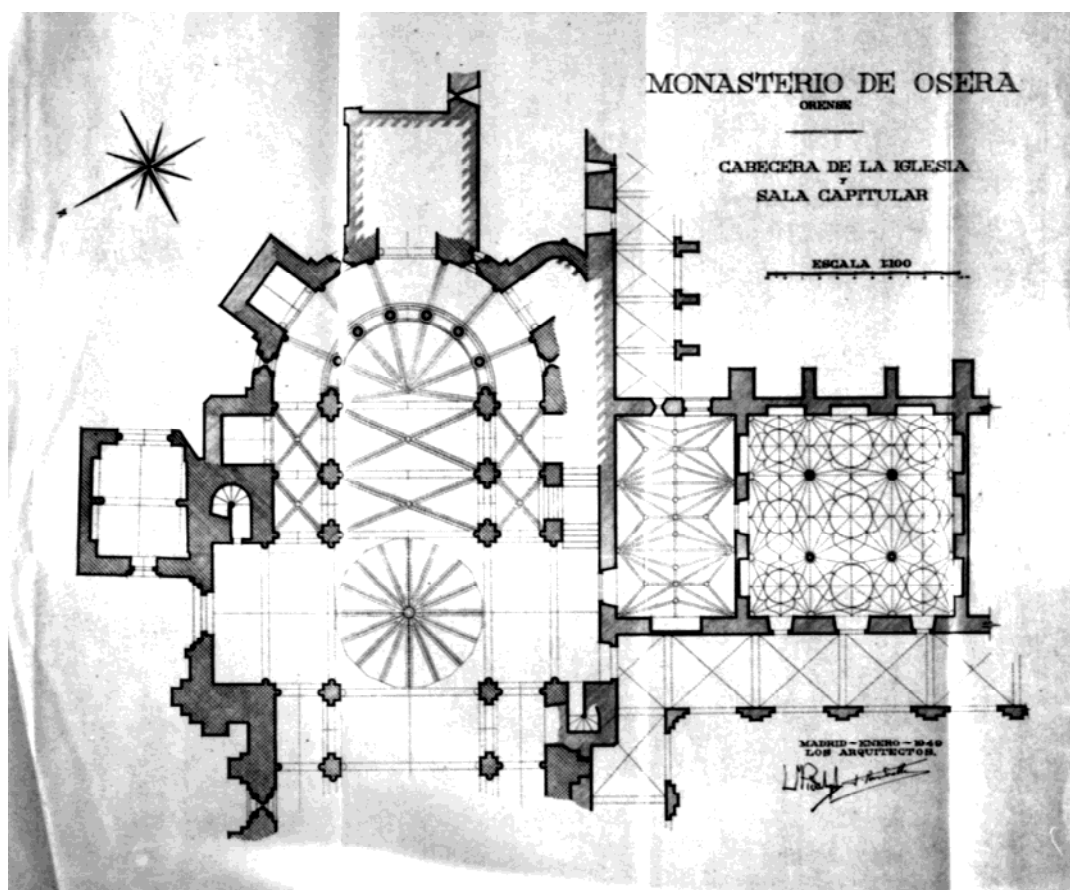 MONASTERIO DE OSERA
ORENSE
CABECERA DE LA IGLESIA
Y
SALA CAPITULAR
ESCALA 1:100
MADRID-ENERO-1949
LOS ARQUITECTOS,
N